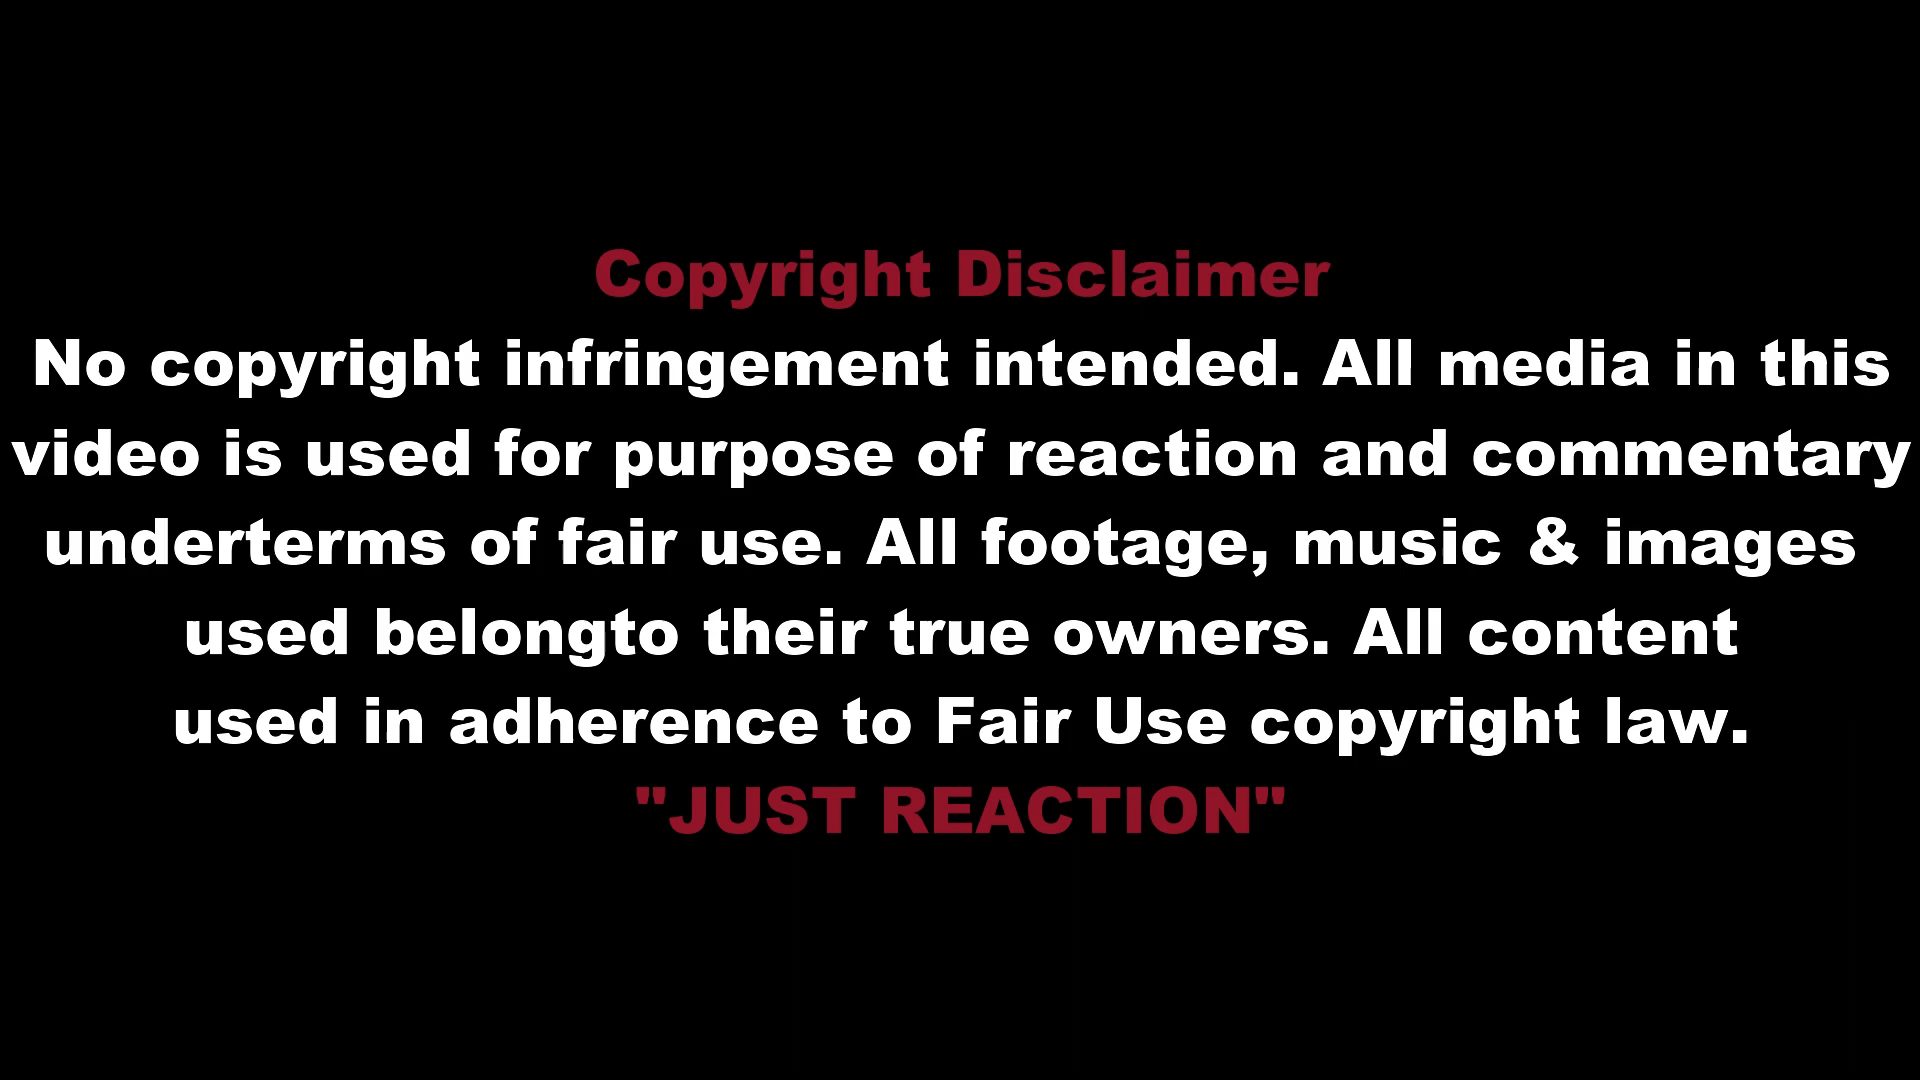 Copyright Disclaimer
No copyright infringement intended. All media in this
video is used for purpose of reaction and commentary
underterms of fair use. All footage, music & images
used belongto their true owners. All content
used in adherence to Fair Use copyright law.
"JUST REACTION"